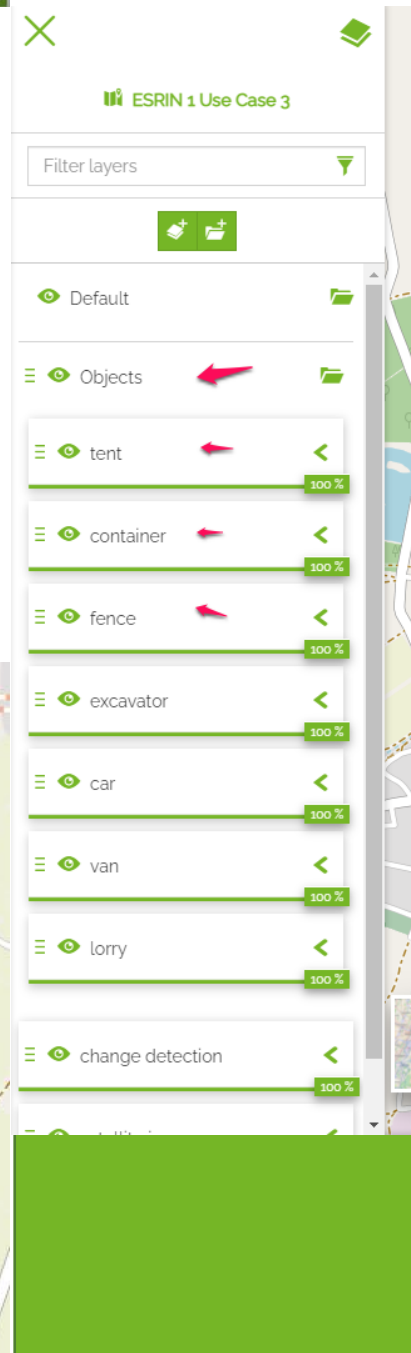 ESRIN 1 Use Case 3
Filter layers
Default
Objects
tent
100 %
container
100 %
fence
100 %
excavator
100 %
car
100 %
van
100 %
lorry
100 %
change detection
100 %